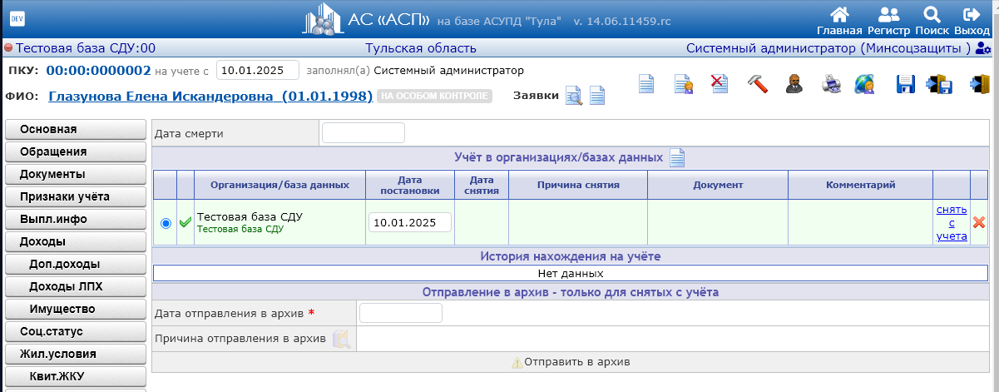 DEV
АС «АСП» на базе АСУПД "Тула" v. 14.06.11459.rc
Главная Регистр Поиск Выход
Тестовая база СДУ:00 Тульская область Системный администратор (Минсоцзащиты )
ПКУ: 00:00:0000002 на учете с 10.01.2025 заполнял(а) Системный администратор
ФИО: Глазунова Елена Искандеровна (01.01.1998) НА ОСОБОМ КОНТРОЛЕ Заявки
Основная
Обращения
Документы
Признаки учёта
Выпл.инфо
Доходы
Доп.доходы
Доходы ЛПХ
Имущество
Соц.статус
Жил.условия
Квит.ЖКУ
Дата смерти
Учёт в организациях/базах данных
Организация/база данных Дата постановки Дата снятия Причина снятия Документ Комментарий
Тестовая база СДУ 10.01.2025 снять с учета
Тестовая база СДУ
История нахождения на учёте
Нет данных
Отправление в архив - только для снятых с учёта
Дата отправления в архив *
Причина отправления в архив
Отправить в архив